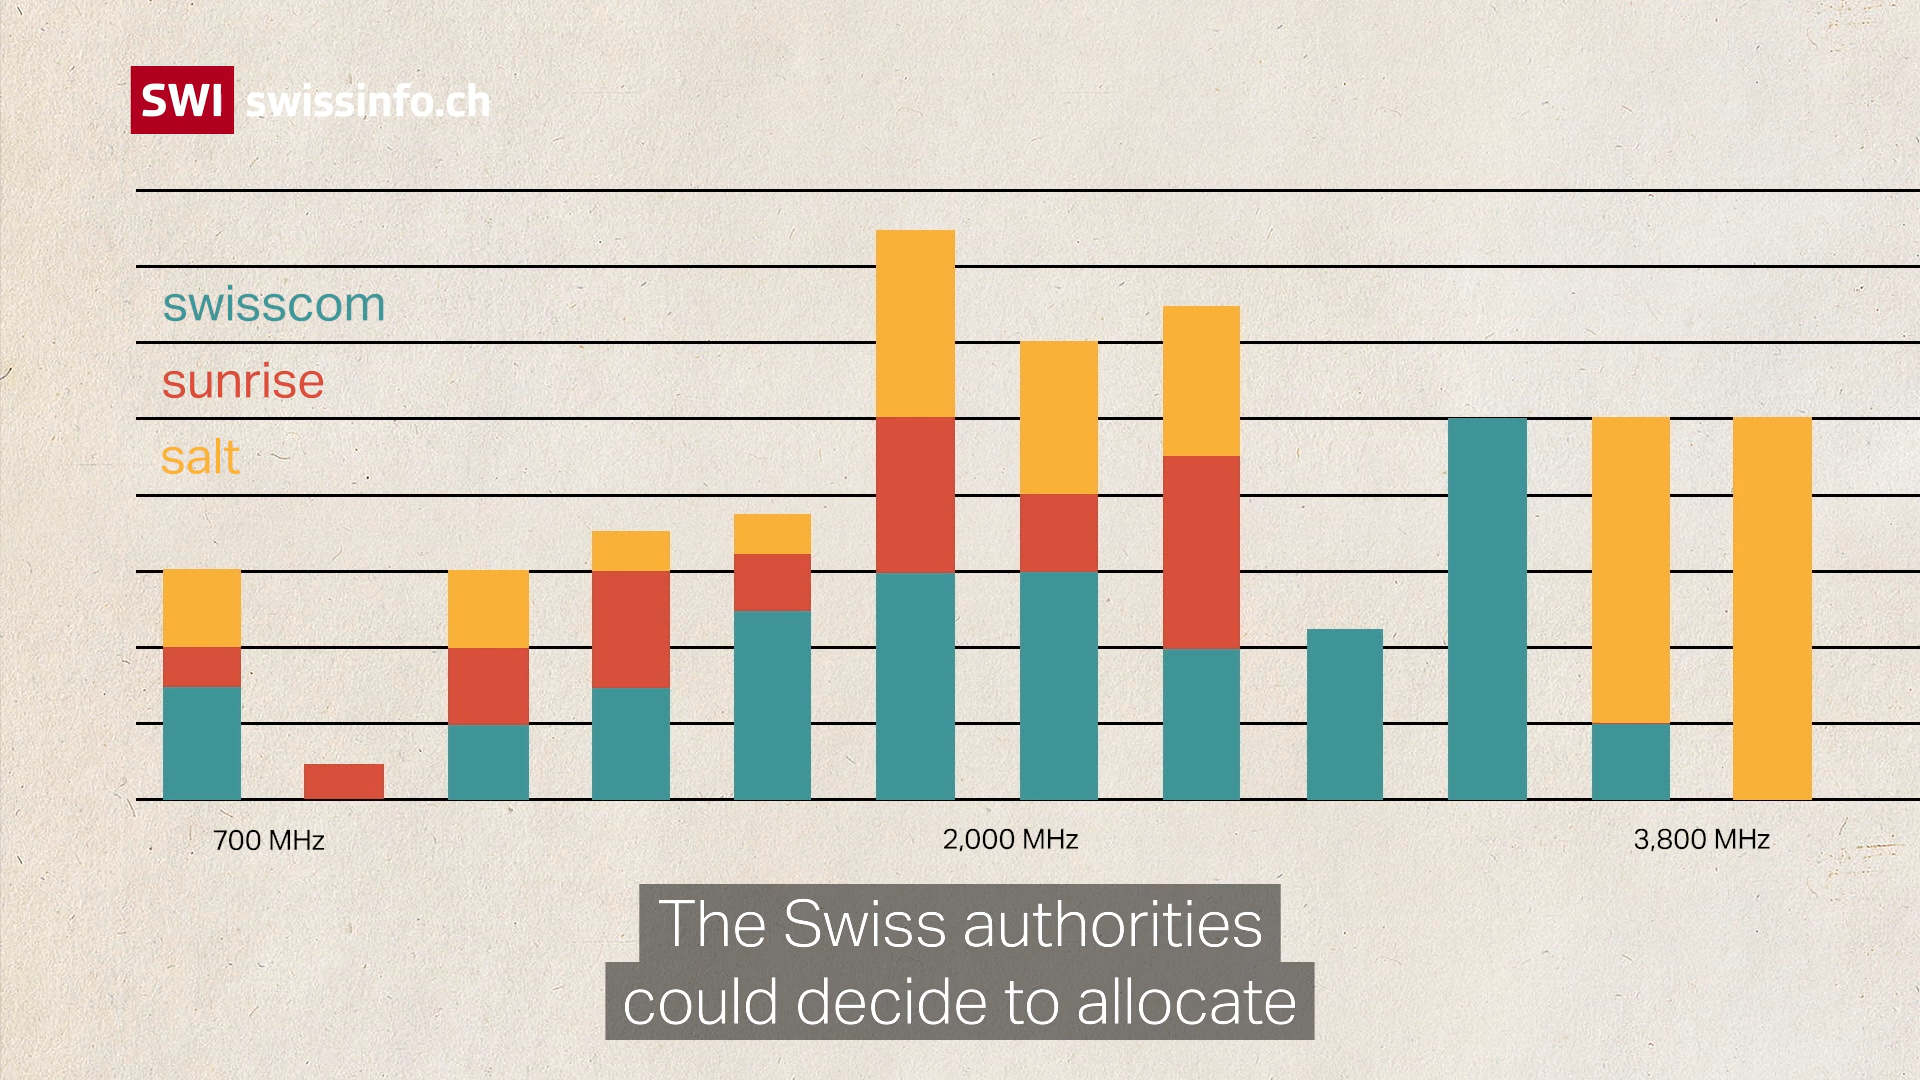 SWI swissinfo.ch
swisscom
sunrise
salt
700 MHz
2,000 MHz
3,800 MHz
The Swiss authorities
could decide to allocate